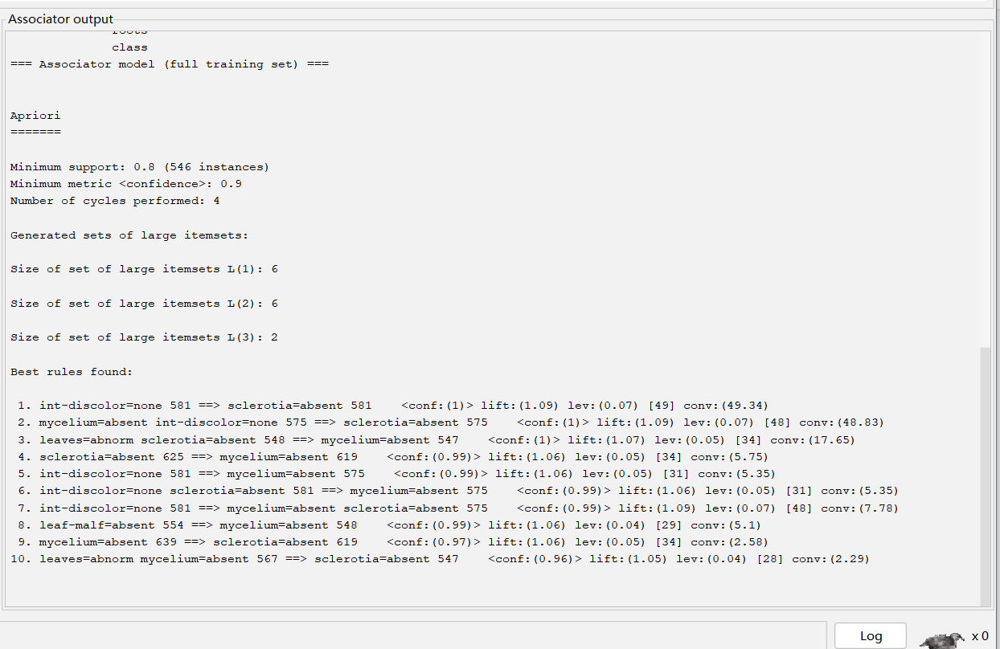 Associator output
roots
class
=== Associator model (full training set) ===
Apriori
=======
Minimum support: 0.8 (546 instances)
Minimum metric <confidence>: 0.9
Number of cycles performed: 4
Generated sets of large itemsets:
Size of set of large itemsets L(1): 6
Size of set of large itemsets L(2): 6
Size of set of large itemsets L(3): 2
Best rules found:
1. int-discolor=none 581 ==> sclerotia=absent 581 <conf:(1)> lift:(1.09) lev:(0.07) [49] conv:(49.34)
2. mycelium=absent int-discolor=none 575 ==> sclerotia=absent 575 <conf:(1)> lift:(1.09) lev:(0.07) [48] conv:(48.83)
3. leaves=abnorm sclerotia=absent 548 ==> mycelium=absent 547 <conf:(1)> lift:(1.07) lev:(0.05) [34] conv:(17.65)
4. sclerotia=absent 625 ==> mycelium=absent 619 <conf:(0.99)> lift:(1.06) lev:(0.05) [34] conv:(5.75)
5. int-discolor=none 581 ==> mycelium=absent 575 <conf:(0.99)> lift:(1.06) lev:(0.05) [31] conv:(5.35)
6. int-discolor=none sclerotia=absent 581 ==> mycelium=absent 575 <conf:(0.99)> lift:(1.06) lev:(0.05) [31] conv:(5.35)
7. int-discolor=none 581 ==> mycelium=absent sclerotia=absent 575 <conf:(0.99)> lift:(1.09) lev:(0.07) [48] conv:(7.78)
8. leaf-malf=absent 554 ==> mycelium=absent 548 <conf:(0.99)> lift:(1.06) lev:(0.04) [29] conv:(5.1)
9. mycelium=absent 639 ==> sclerotia=absent 619 <conf:(0.97)> lift:(1.06) lev:(0.05) [34] conv:(2.58)
10. leaves=abnorm mycelium=absent 567 ==> sclerotia=absent 547 <conf:(0.96)> lift:(1.05) lev:(0.04) [28] conv:(2.29)
Log
x 0